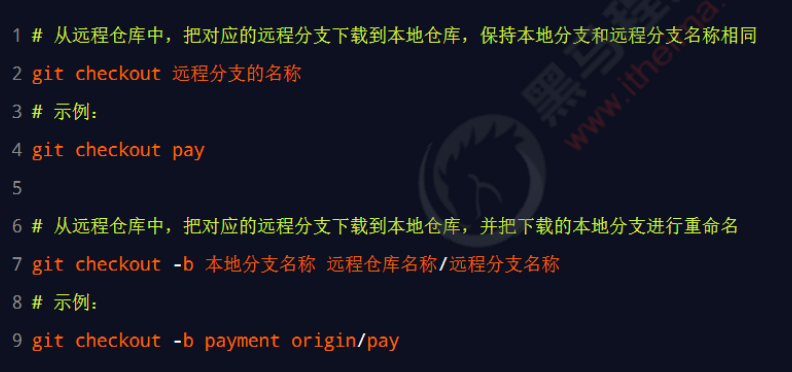 1 # 从远程仓库中，把对应的远程分支下载到本地仓库，保持本地分支和远程分支名称相同
2 git checkout 远程分支的名称
3 # 示例：
4 git checkout pay
5
6 # 从远程仓库中，把对应的远程分支下载到本地仓库，并把下载的本地分支进行重命名
7 git checkout -b 本地分支名称 远程仓库名称/远程分支名称
8 # 示例：
9 git checkout -b payment origin/pay
黑马程
www.itheima.